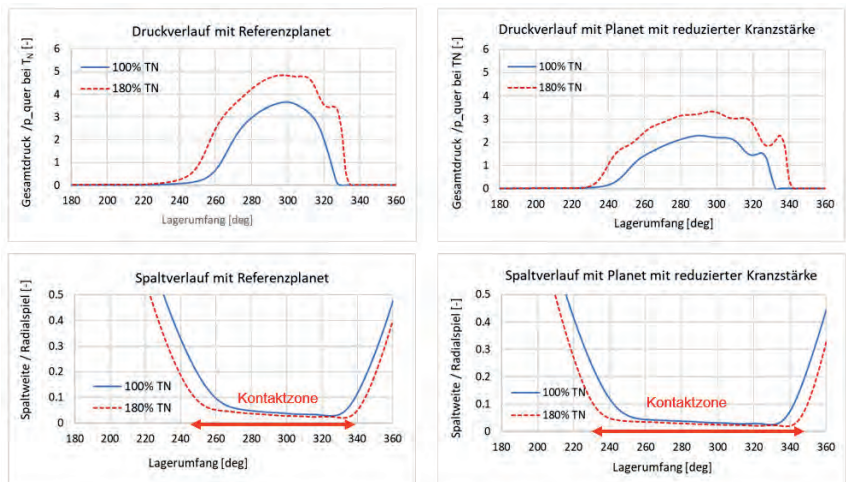 Druckverlauf mit Referenzplanet
Gesamtdruck /p_quer bei T_N [-]
6
5
4
3
2
1
0
100% TN
180% TN
180 200 220 240 260 280 300 320 340 360
Lagerumfang [deg]
Druckverlauf mit Planet mit reduzierter Kranzstärke
Gesamtdruck /p_quer bei TN [-]
6
5
4
3
2
1
0
100% TN
180% TN
180 200 220 240 260 280 300 320 340 360
Lagerumfang [deg]
Spaltverlauf mit Referenzplanet
Spaltweite / Radialspiel [-]
0.5
0.4
0.3
0.2
0.1
0
100% TN
180% TN
Kontaktzone
180 200 220 240 260 280 300 320 340 360
Lagerumfang [deg]
Spaltverlauf mit Planet mit reduzierter Kranzstärke
Spaltweite / Radialspiel [-]
0.5
0.4
0.3
0.2
0.1
0
100% TN
180% TN
Kontaktzone
180 200 220 240 260 280 300 320 340 360
Lagerumfang [deg]